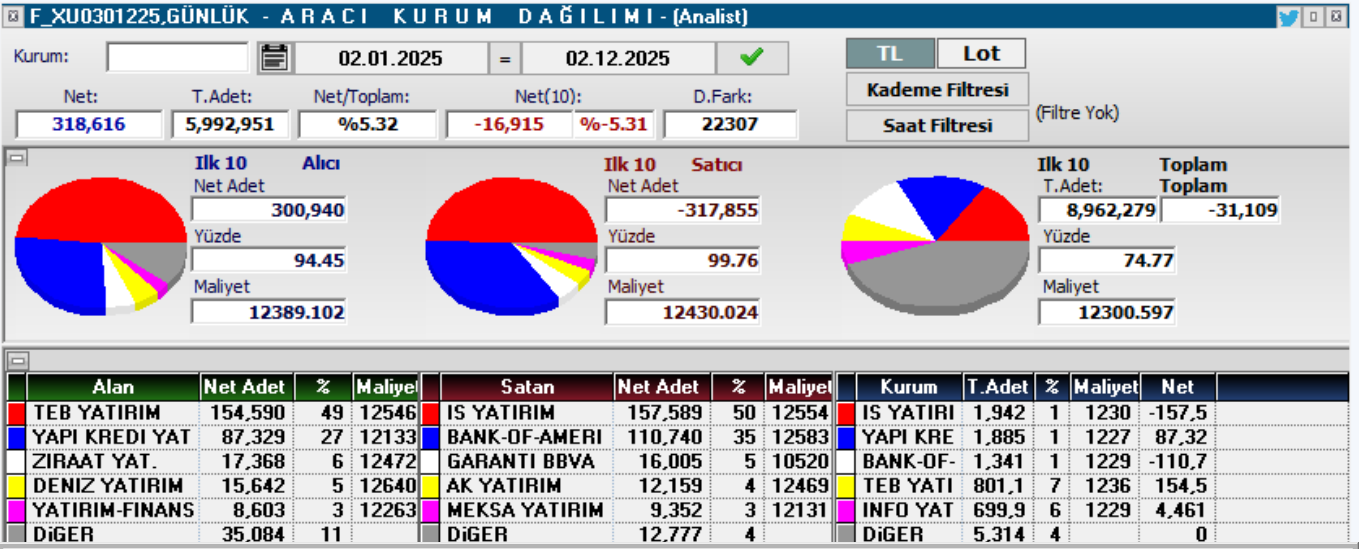 F_XU0301225,GÜNLÜK - A R A C I   K U R U M   D A Ğ I L I M I - (Analist)
Kurum: 02.01.2025 = 02.12.2025 TL Lot
Kademe Filtresi
Net: T.Adet: Net/Toplam: Net(10): D.Fark:
318,616 5,992,951 %5.32 -16,915 %-5.31 22307 Saat Filtresi (Filtre Yok)
Ilk 10 Alıcı Ilk 10 Satıcı Ilk 10 Toplam
Net Adet Net Adet T.Adet: Toplam
300,940 -317,855 8,962,279 -31,109
Yüzde Yüzde Yüzde
94.45 99.76 74.77
Maliyet Maliyet Maliyet
12389.102 12430.024 12300.597
Alan Net Adet % Maliyet Satan Net Adet % Maliyet Kurum T.Adet % Maliyet Net
TEB YATIRIM 154,590 49 12546 IS YATIRIM 157,589 50 12554 IS YATIRI 1,942 1 1230 -157,5
YAPI KREDI YAT 87,329 27 12133 BANK-OF-AMERI 110,740 35 12583 YAPI KRE 1,885 1 1227 87,32
ZIRAAT YAT. 17,368 6 12472 GARANTI BBVA 16,005 5 10520 BANK-OF- 1,341 1 1229 -110,7
DENIZ YATIRIM 15,642 5 12640 AK YATIRIM 12,159 4 12469 TEB YATI 801,1 7 1236 154,5
YATIRIM-FINANS 8,603 3 12263 MEKSA YATIRIM 9,352 3 12131 INFO YAT 699,9 6 1229 4,461
DiGER 35,084 11 DiGER 12,777 4 DiGER 5,314 4 0